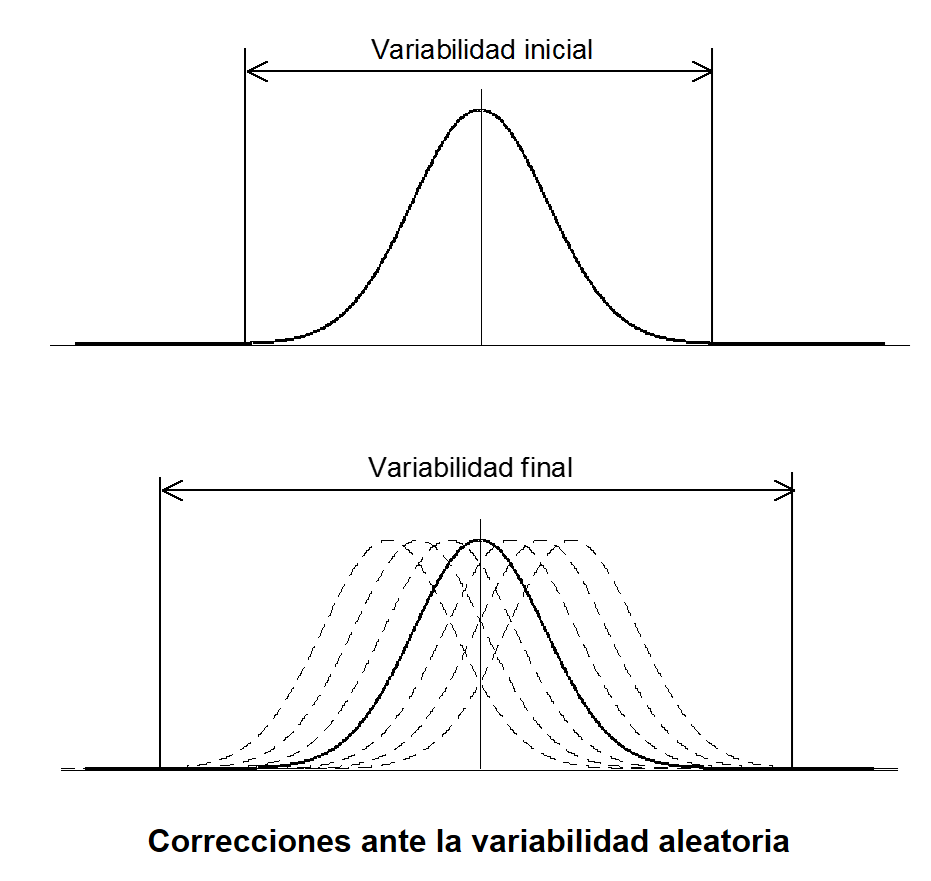 Variabilidad inicial
Variabilidad final
Correcciones ante la variabilidad aleatoria